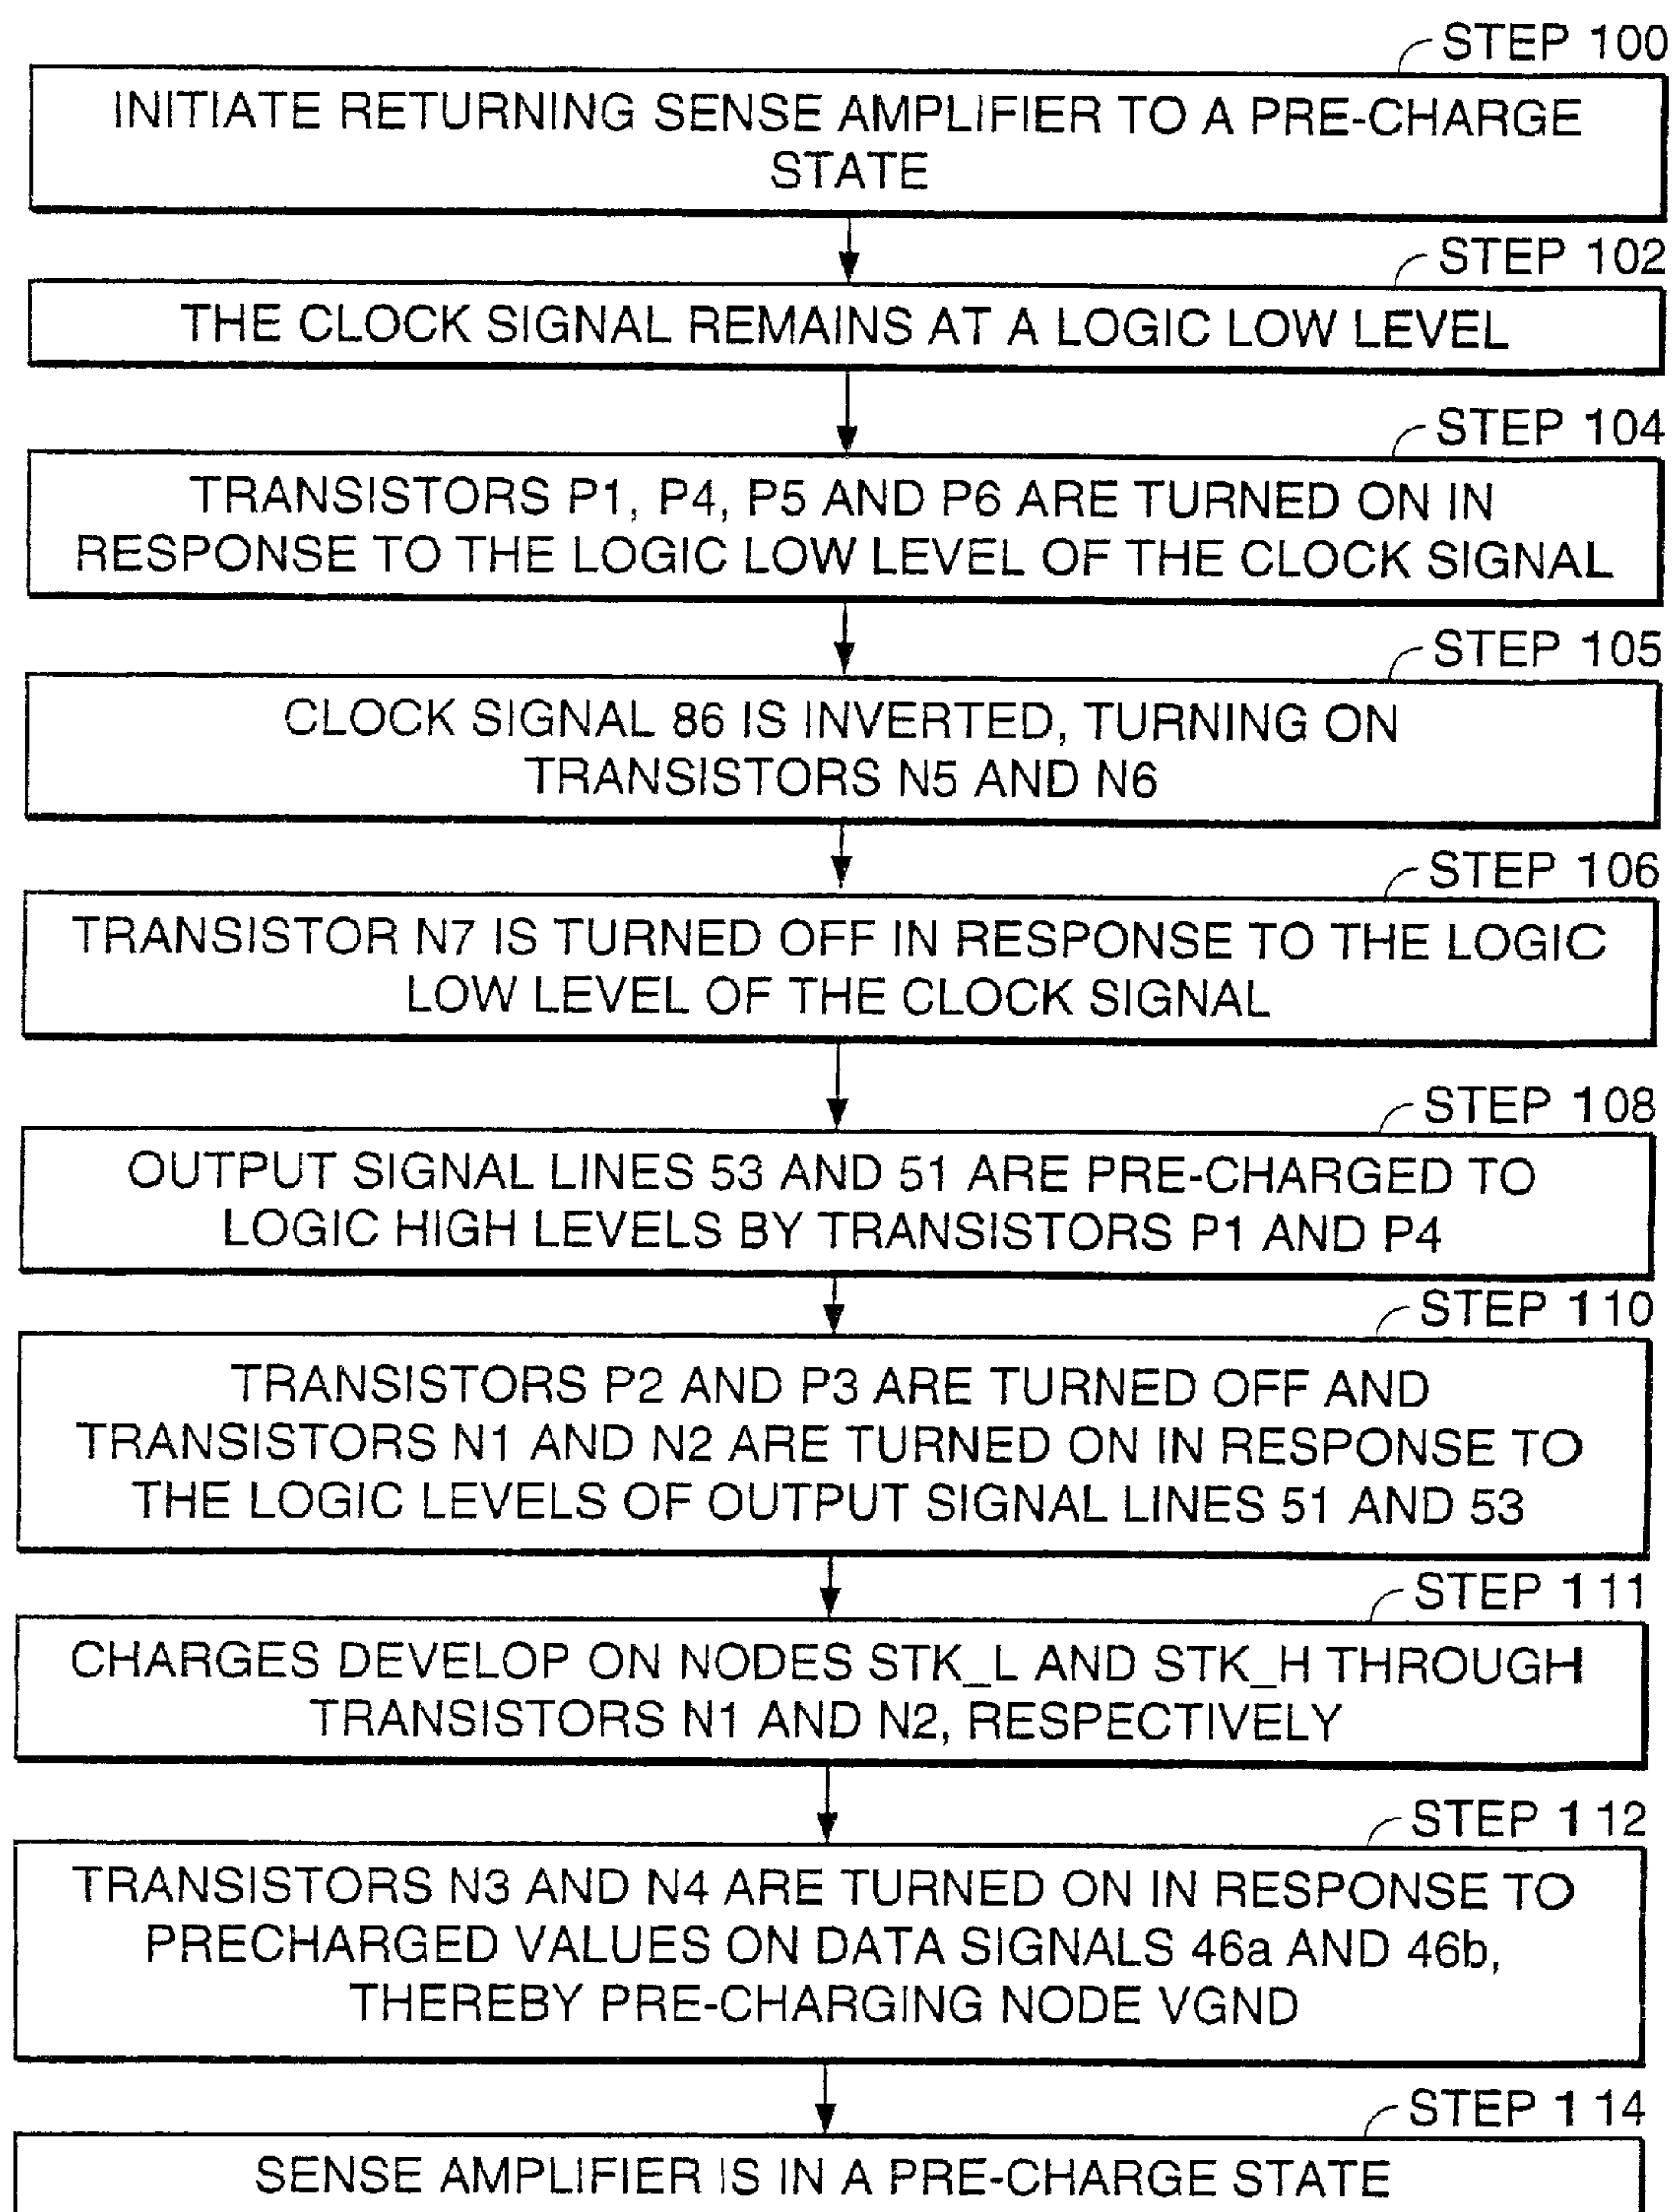 STEP 100
INITIATE RETURNING SENSE AMPLIFIER TO A PRE-CHARGE
STATE
STEP 102
THE CLOCK SIGNAL REMAINS AT A LOGIC LOW LEVEL
STEP 104
TRANSISTORS P1, P4, P5 AND P6 ARE TURNED ON IN
RESPONSE TO THE LOGIC LOW LEVEL OF THE CLOCK SIGNAL
STEP 105
CLOCK SIGNAL 86 IS INVERTED, TURNING ON
TRANSISTORS N5 AND N6
STEP 106
TRANSISTOR N7 IS TURNED OFF IN RESPONSE TO THE LOGIC
LOW LEVEL OF THE CLOCK SIGNAL
STEP 108
OUTPUT SIGNAL LINES 53 AND 51 ARE PRE-CHARGED TO
LOGIC HIGH LEVELS BY TRANSISTORS P1 AND P4
STEP 110
TRANSISTORS P2 AND P3 ARE TURNED OFF AND
TRANSISTORS N1 AND N2 ARE TURNED ON IN RESPONSE TO
THE LOGIC LEVELS OF OUTPUT SIGNAL LINES 51 AND 53
STEP 111
CHARGES DEVELOP ON NODES STK_L AND STK_H THROUGH
TRANSISTORS N1 AND N2, RESPECTIVELY
STEP 112
TRANSISTORS N3 AND N4 ARE TURNED ON IN RESPONSE TO
PRECHARGED VALUES ON DATA SIGNALS 46a AND 46b,
THEREBY PRE-CHARGING NODE VGND
STEP 114
SENSE AMPLIFIER IS IN A PRE-CHARGE STATE